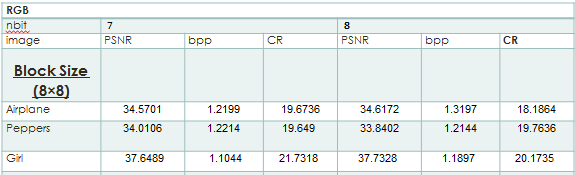 RGB
nbit 7 8
image PSNR bpp CR PSNR bpp CR
Block Size
(8×8)
Airplane 34.5701 1.2199 19.6736 34.6172 1.3197 18.1864
Peppers 34.0106 1.2214 19.649 33.8402 1.2144 19.7636
Girl 37.6489 1.1044 21.7318 37.7328 1.1897 20.1735